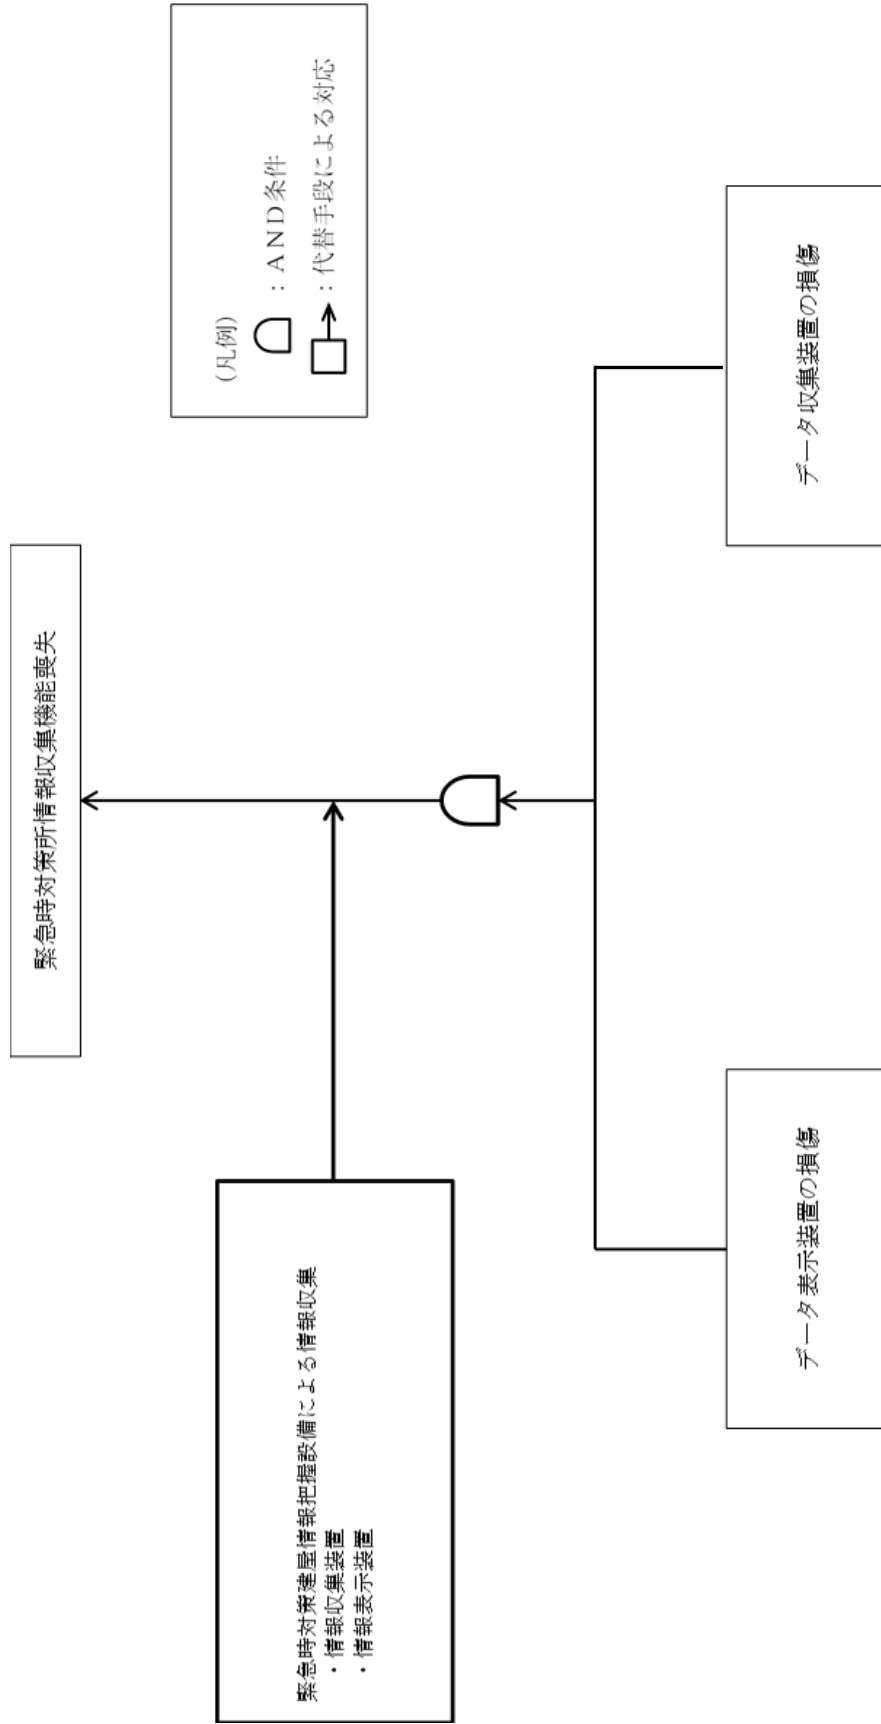 緊急時対策所情報収集機能喪失
(凡例)
:AND条件
:代替手段による対応
緊急時対策建屋情報把握設備による情報収集
・情報収集装置
・情報表示装置
データ表示装置の損傷
データ収集装置の損傷